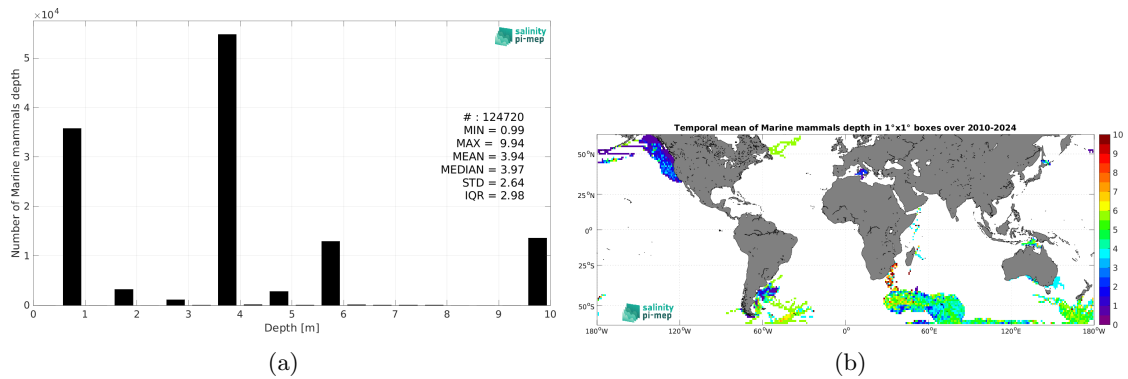 ×10⁴
5
4
3
2
1
0
Number of Marine mammals depth
0 1 2 3 4 5 6 7 8 9 10
Depth [m]
salinity
pi-mep
# : 124720
MIN = 0.99
MAX = 9.94
MEAN = 3.94
MEDIAN = 3.97
STD = 2.64
IQR = 2.98
(a)
Temporal mean of Marine mammals depth in 1°x1° boxes over 2010-2024
50°N
25°N
0°
25°S
50°S
180°W 120°W 60°W 0° 60°E 120°E 180°E
salinity
pi-mep
10
9
8
7
6
5
4
3
2
1
0
(b)